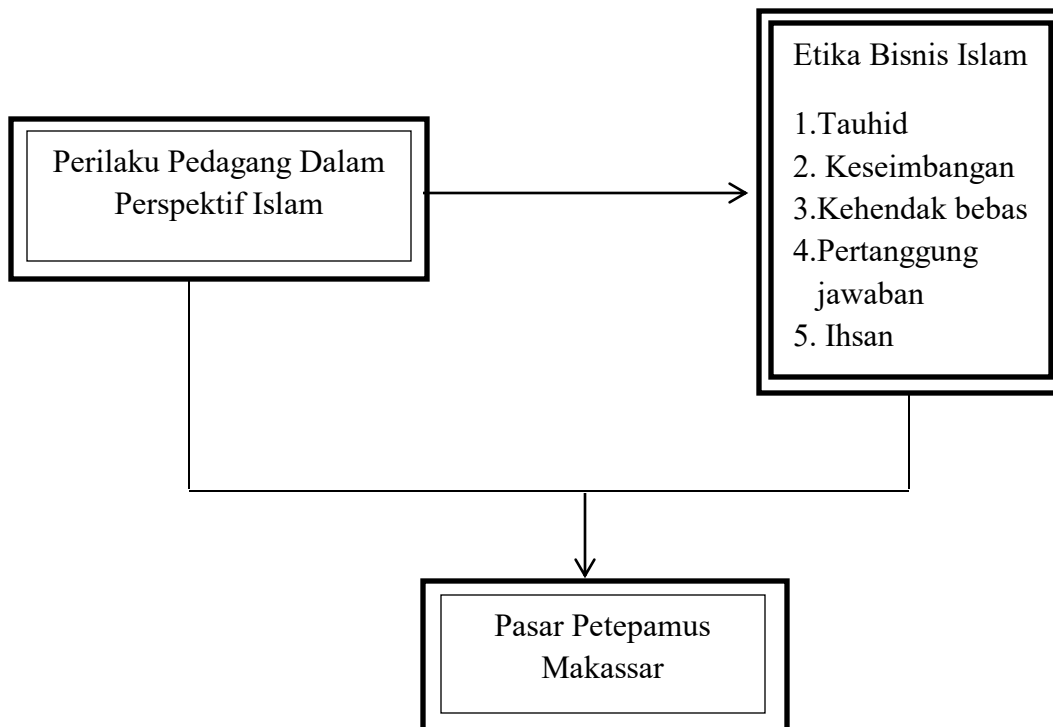 Perilaku Pedagang Dalam
Perspektif Islam
Etika Bisnis Islam
1.Tauhid
2. Keseimbangan
3.Kehendak bebas
4.Pertanggung
jawaban
5. Ihsan
Pasar Petepamus
Makassar